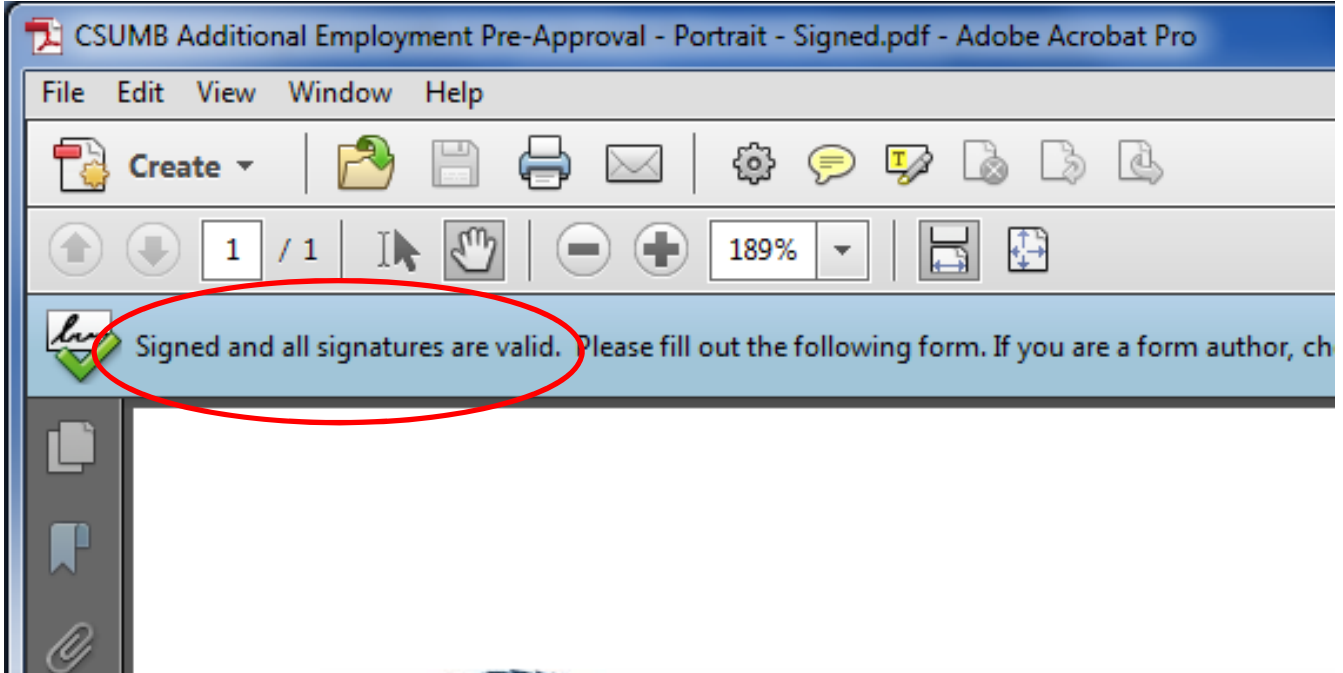 CSUMB Additional Employment Pre-Approval - Portrait - Signed.pdf - Adobe Acrobat Pro
File Edit View Window Help
Create
1 / 1 189%
Signed and all signatures are valid. Please fill out the following form. If you are a form author, ch